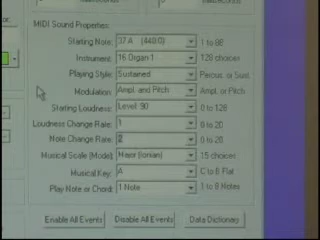 MIDI Sound Properties:
Starting Note: 37 A (440.0) 1 to 88
Instrument: 16 Organ 1 128 choices
Playing Style: Sustained Percus. or Sust.
Modulation: Ampl. and Pitch Ampl. or Pitch
Starting Loudness: Level: 90 0 to 128
Loudness Change Rate: 1 0 to 20
Note Change Rate: 0 to 20
Musical Scale (Mode): Major (Ionian) 15 choices
Musical Key: A C to B Flat
Play Note or Chord: 1 Note 1 to 8 Notes
Enable All Events Disable All Events Data Dictionary